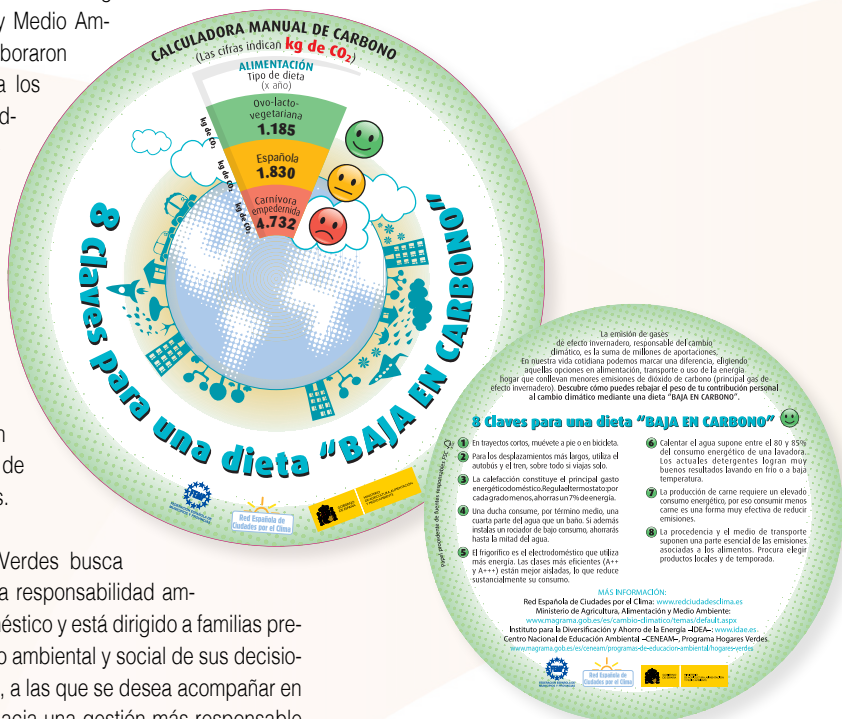 y Medio Am-
boraron
a los
d-
n
de
s.
Verdes busca
a responsabilidad am-
éstico y está dirigido a familias pre-
o ambiental y social de sus decisio-
, a las que se desea acompañar en
hacia una gestión más responsable
CALCULADORA MANUAL DE CARBONO
(Las cifras indican kg de CO₂)
ALIMENTACIÓN
Tipo de dieta
(x año)
Ovo-lacto-
vegetariana
1.185
kg de CO₂
Española
1.830
kg de CO₂
Carnívora
empedernida
4.732
kg de CO₂
8 Claves para una dieta “BAJA EN CARBONO”
FEMP
Red Española de
Ciudades por el Clima
GOBIERNO
DE ESPAÑA
La emisión de gases
de efecto invernadero, responsable del cambio
climático, es la suma de millones de aportaciones.
En nuestra vida cotidiana podemos marcar una diferencia, eligiendo
aquellas opciones en alimentación, transporte o uso de la energía
hogar que conllevan menores emisiones de dióxido de carbono (principal gas de
efecto invernadero). Descubre cómo puedes rebajar el peso de tu contribución personal
al cambio climático mediante una dieta “BAJA EN CARBONO”.
8 Claves para una dieta “BAJA EN CARBONO”
1 En trayectos cortos, muévete a pie o en bicicleta.
2 Para los desplazamientos más largos, utiliza el
autobús y el tren, sobre todo si viajas solo.
3 La calefacción constituye el principal gasto
energético doméstico. Regula el termostato por
cada grado menos, ahorras un 7% de energía.
4 Una ducha consume, por término medio, una
cuarta parte del agua que un baño. Si además
instalas un rociador de bajo consumo, ahorrarás
hasta la mitad del agua.
5 El frigorífico es el electrodoméstico que utiliza
más energía. Las clases más eficientes (A++
y A+++) están mejor aisladas, lo que reduce
sustancialmente su consumo.
6 Calentar el agua supone entre el 80 y 85%
del consumo energético de una lavadora.
Los actuales detergentes logran muy
buenos resultados lavando en frío o a baja
temperatura.
7 La producción de carne requiere un elevado
consumo energético, por eso consumir menos
carne es una forma muy efectiva de reducir
emisiones.
8 La procedencia y el medio de transporte
suponen una parte esencial de las emisiones
asociadas a los alimentos. Procura elegir
productos locales y de temporada.
Papel procedente de fuentes responsables FSC
MÁS INFORMACIÓN:
Red Española de Ciudades por el Clima: www.redciudadesclima.es
Ministerio de Agricultura, Alimentación y Medio Ambiente:
www.magrama.gob.es/es/cambio-climatico/temas/default.aspx
Instituto para la Diversificación y Ahorro de la Energía –IDEA–: www.idae.es
Centro Nacional de Educación Ambiental –CENEAM–, Programa Hogares Verdes.
www.magrama.gob.es/es/ceneam/programas-de-educacion-ambiental/hogares-verdes
FEMP
Red Española de
Ciudades por el Clima